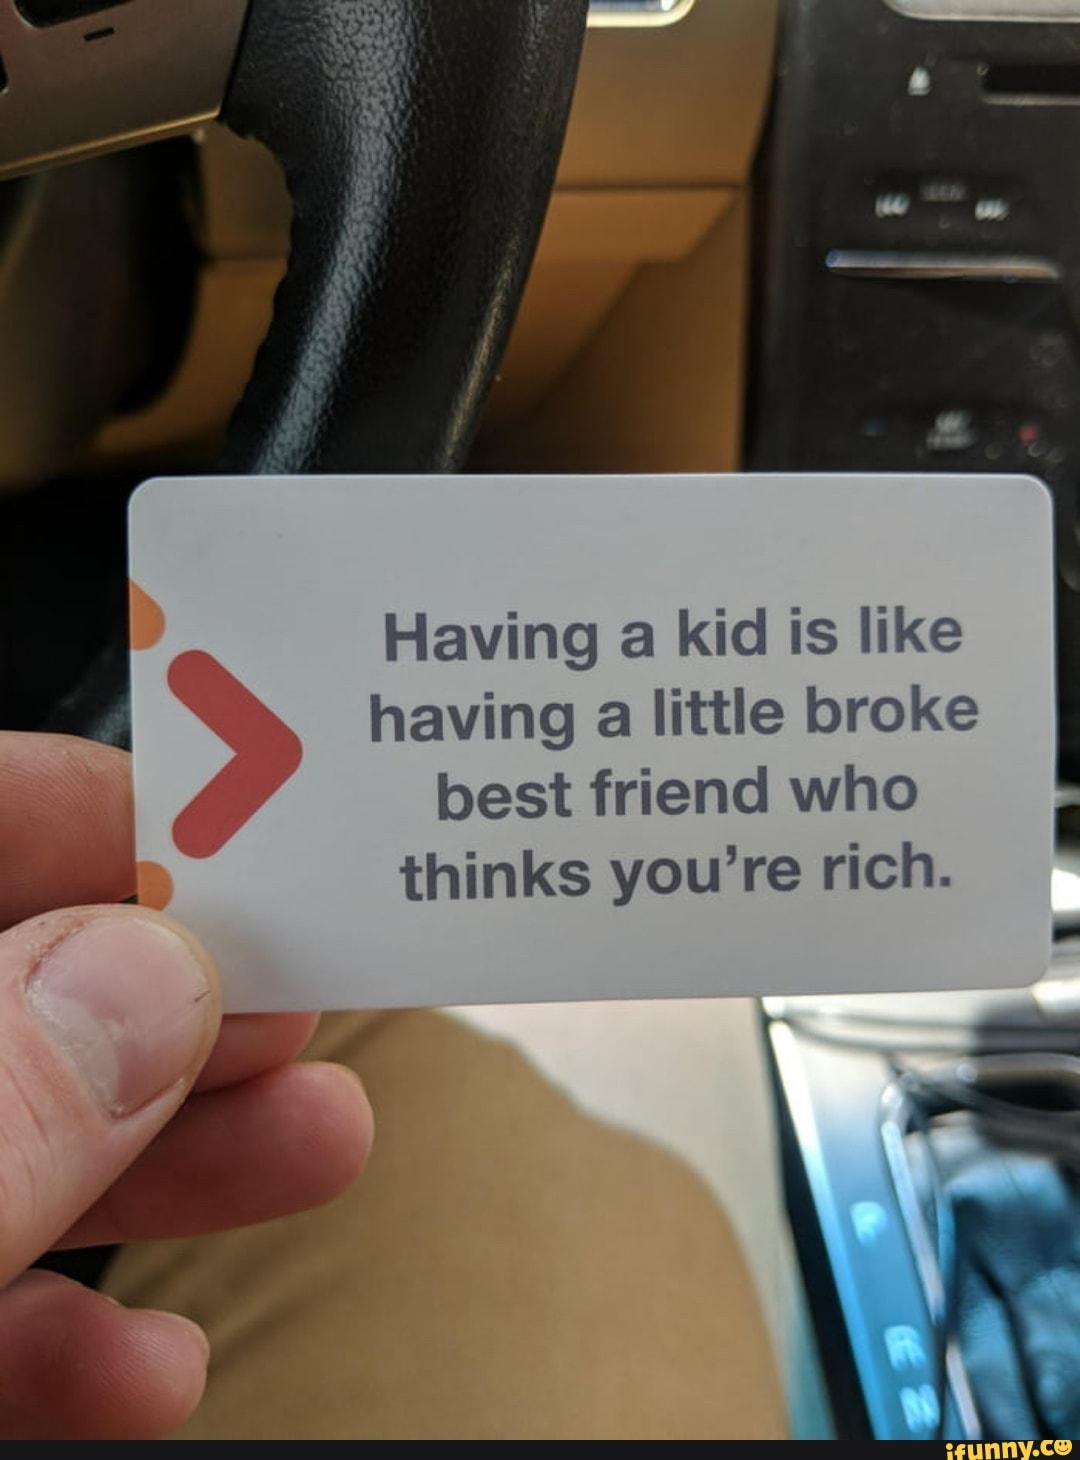 Having a kid is like
having a little broke
best friend who
thinks you're rich.
ifunny.co